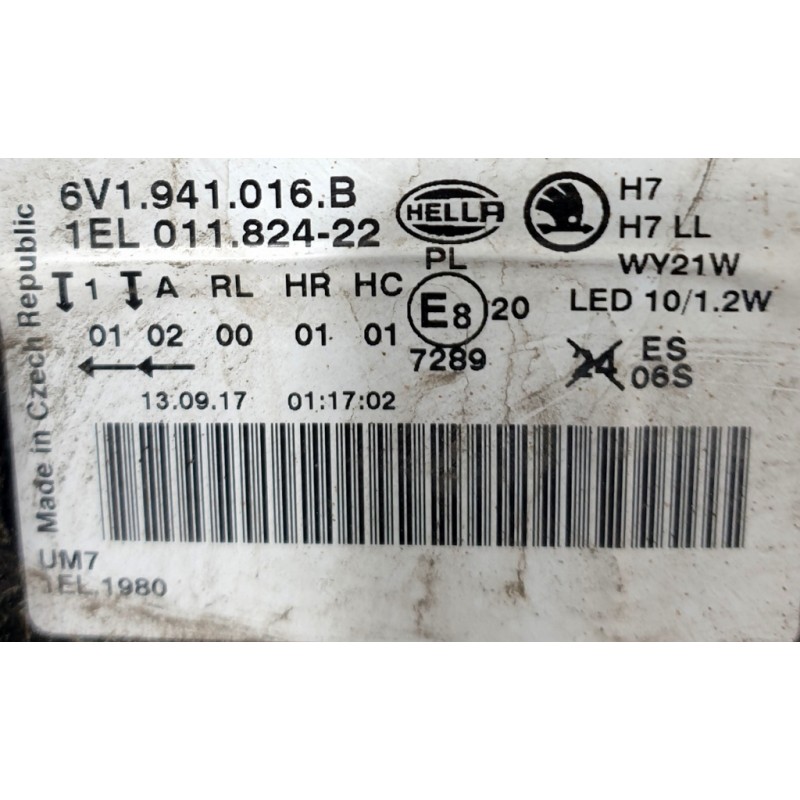 6V1.941.016.B
1EL 011.824-22
HELLA
H7
H7 LL
WY21W
LED 10/1.2W
PL
1 A RL HR HC
E8 20
01 02 00 01 01
7289
24 ES
06S
13.09.17 01:17:02
Made in Czech Republic
UM7
1EL.1980